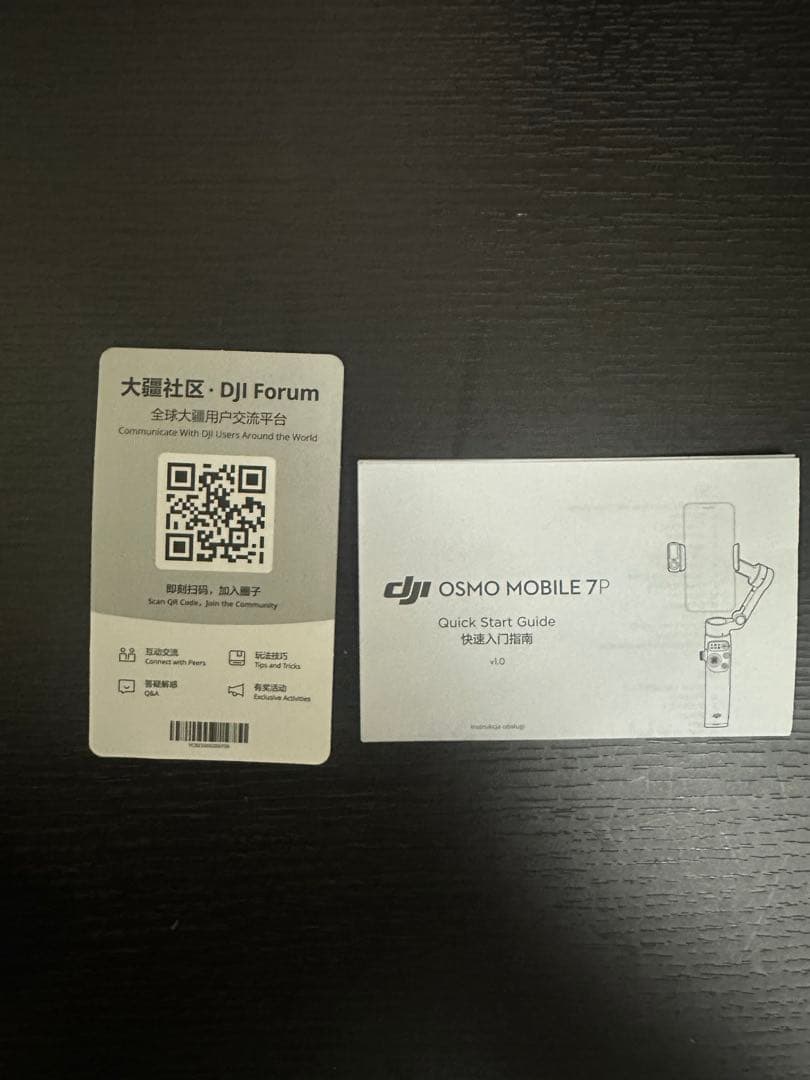 大疆社区·DJI Forum
全球大疆用户交流平台
Communicate With DJI Users Around the World
即刻扫码，加入圈子
Scan QR Code, Join the Community
互动交流
Connect with Peers
玩法技巧
Tips and Tricks
答疑解惑
Q&A
有奖活动
Exclusive Activities
dji OSMO MOBILE 7P
Quick Start Guide
快速入门指南
v1.0
Instrukcja obsługi